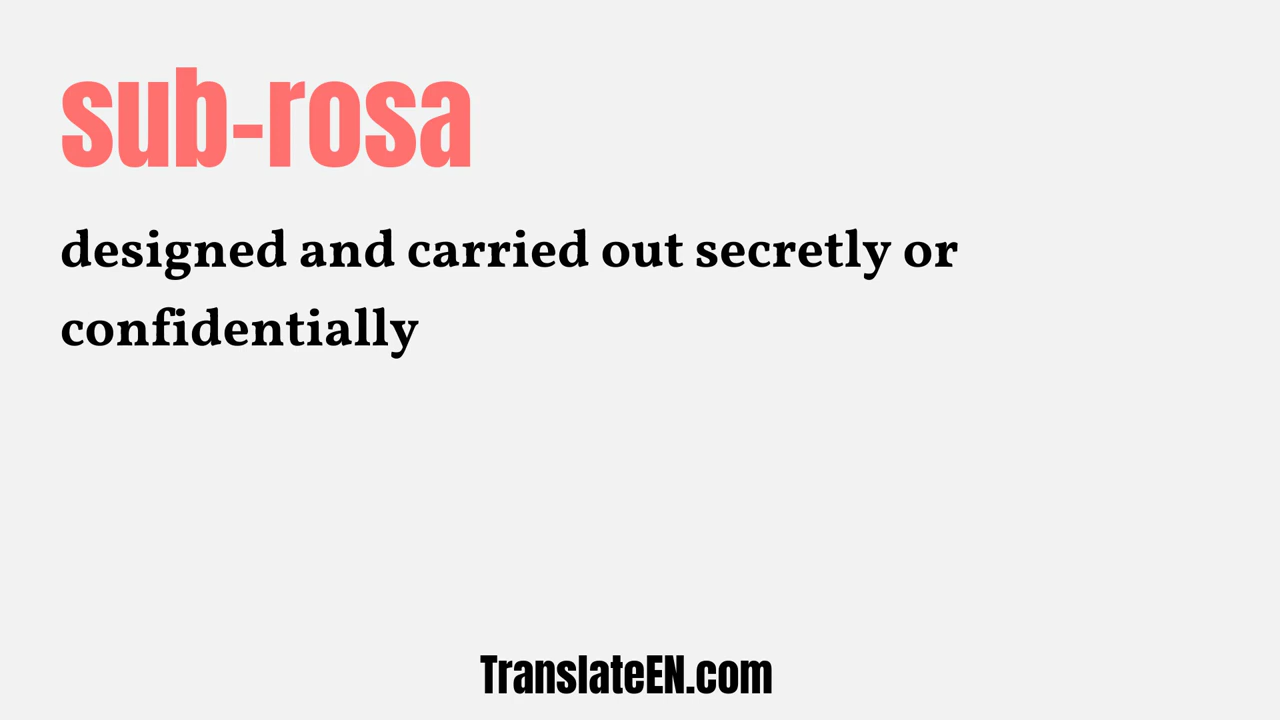 sub-rosa
designed and carried out secretly or
confidentially
TranslateEN.com